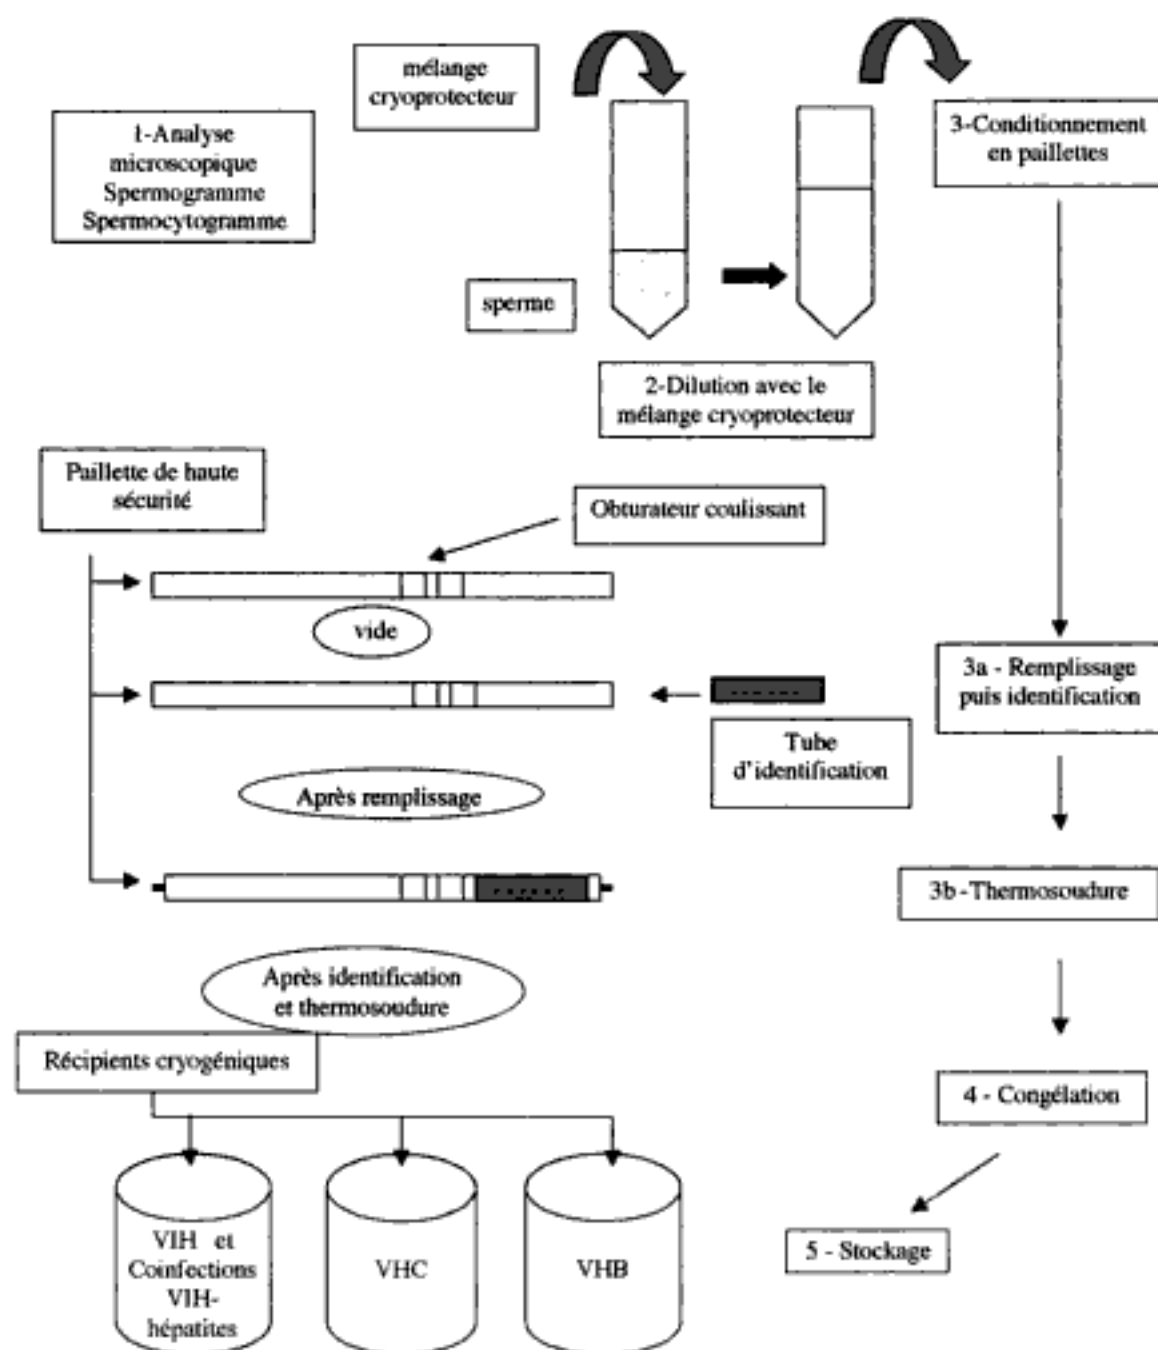 mélange
cryoprotecteur
1-Analyse
microscopique
Spermogramme
Spermocytogramme
3-Conditionnement
en paillettes
sperme
2-Dilution avec le
mélange cryoprotecteur
Paillette de haute
sécurité
Obturateur coulissant
vide
3a - Remplissage
puis identification
Tube
d'identification
Après remplissage
3b -Thermosoudure
Après identification
et thermosoudure
Récipients cryogéniques
4 - Congélation
5 - Stockage
VIH et
Coinfections
VIH-
hépatites
VHC
VHB